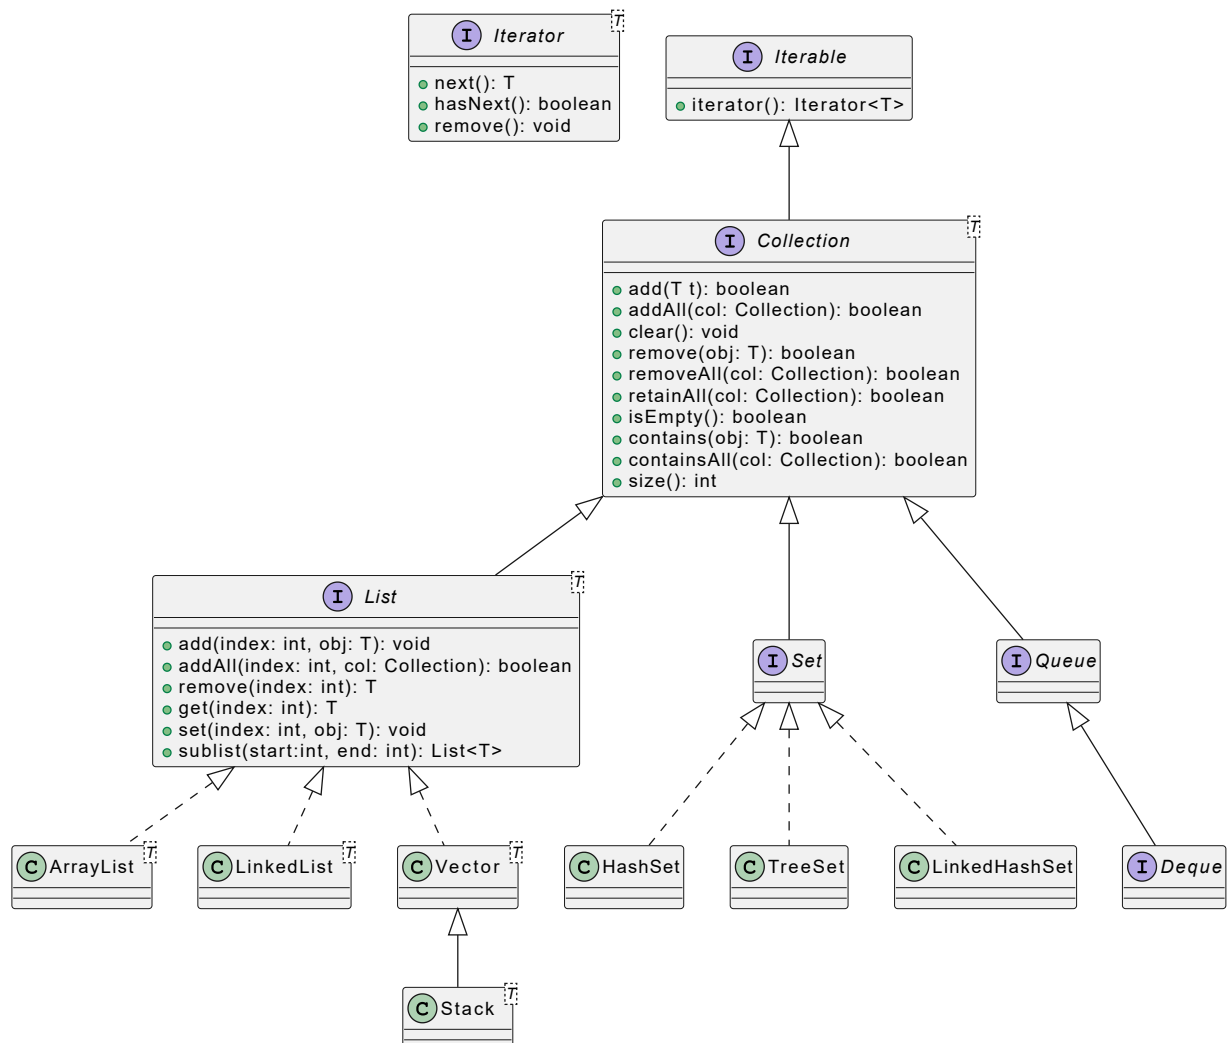 I Iterator T
next(): T
hasNext(): boolean
remove(): void
I Iterable
iterator(): Iterator<T>
I Collection T
add(T t): boolean
addAll(col: Collection): boolean
clear(): void
remove(obj: T): boolean
removeAll(col: Collection): boolean
retainAll(col: Collection): boolean
isEmpty(): boolean
contains(obj: T): boolean
containsAll(col: Collection): boolean
size(): int
I List T
add(index: int, obj: T): void
addAll(index: int, col: Collection): boolean
remove(index: int): T
get(index: int): T
set(index: int, obj: T): void
sublist(start:int, end: int): List<T>
I Set
I Queue
C ArrayList T
C LinkedList T
C Vector T
C HashSet
C TreeSet
C LinkedHashSet
I Deque
C Stack T